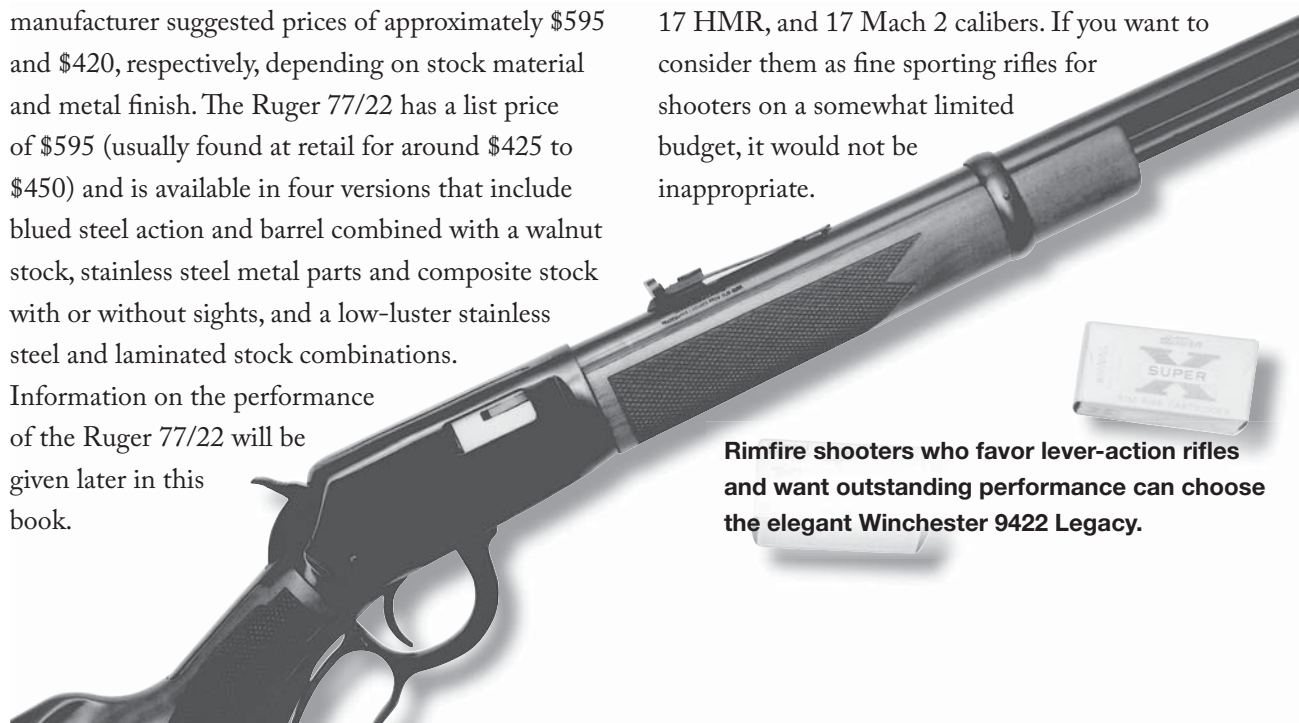 manufacturer suggested prices of approximately $595
and $420, respectively, depending on stock material
and metal finish. The Ruger 77/22 has a list price
of $595 (usually found at retail for around $425 to
$450) and is available in four versions that include
blued steel action and barrel combined with a walnut
stock, stainless steel metal parts and composite stock
with or without sights, and a low-luster stainless
steel and laminated stock combinations.
Information on the performance
of the Ruger 77/22 will be
given later in this
book.
17 HMR, and 17 Mach 2 calibers. If you want to
consider them as fine sporting rifles for
shooters on a somewhat limited
budget, it would not be
inappropriate.
X
SUPER
Rimfire shooters who favor lever-action rifles
and want outstanding performance can choose
the elegant Winchester 9422 Legacy.